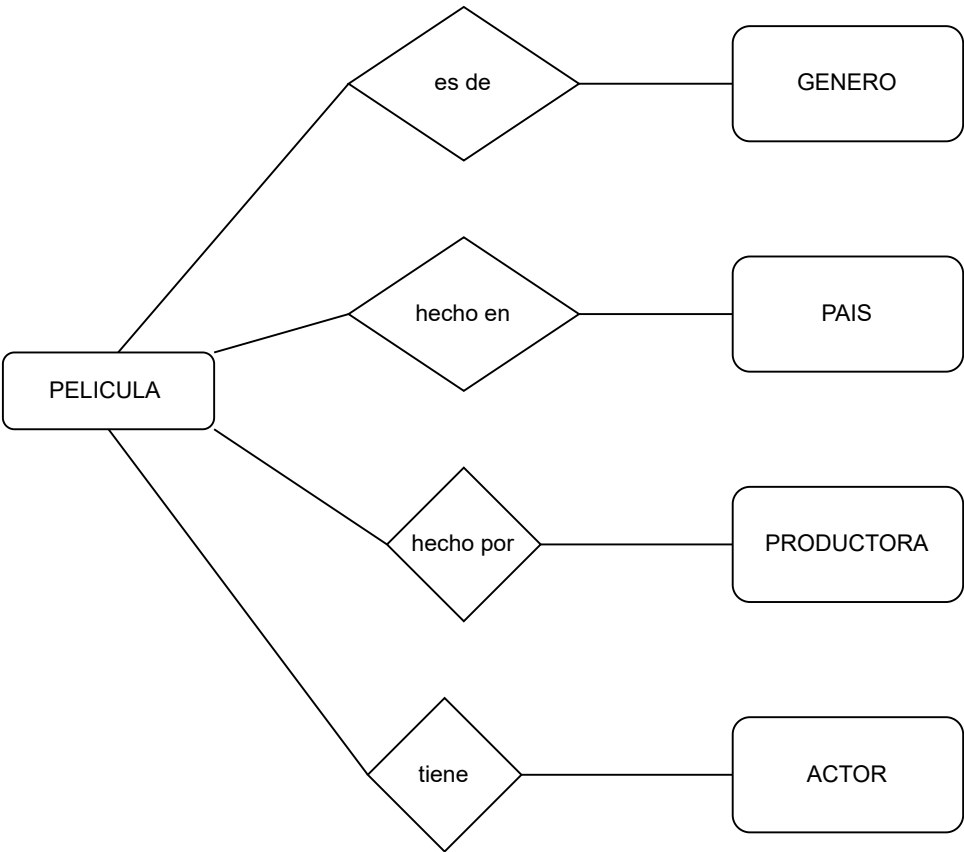 es de
GENERO
hecho en
PAIS
PELICULA
hecho por
PRODUCTORA
tiene
ACTOR